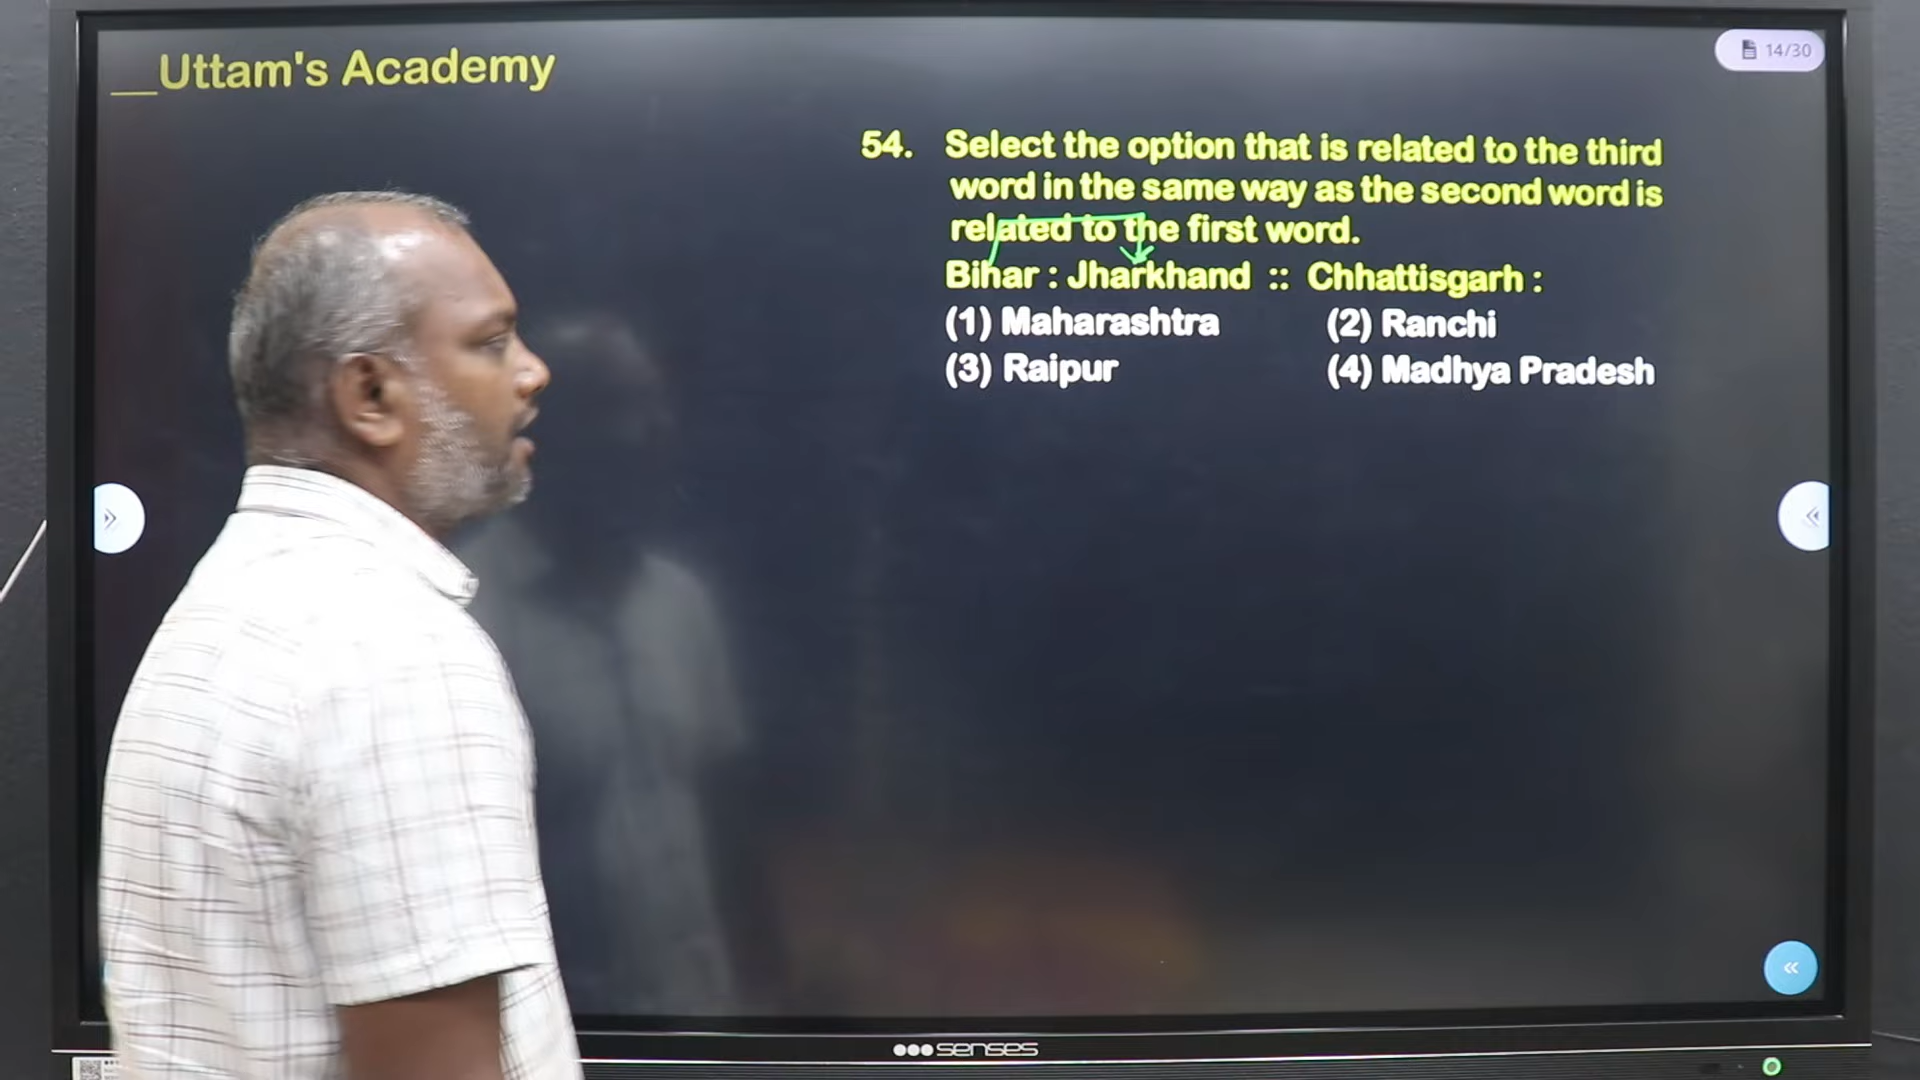 __Uttam's Academy
14/30
54. Select the option that is related to the third
word in the same way as the second word is
related to the first word.
Bihar : Jharkhand :: Chhattisgarh :
(1) Maharashtra (2) Ranchi
(3) Raipur (4) Madhya Pradesh
senses